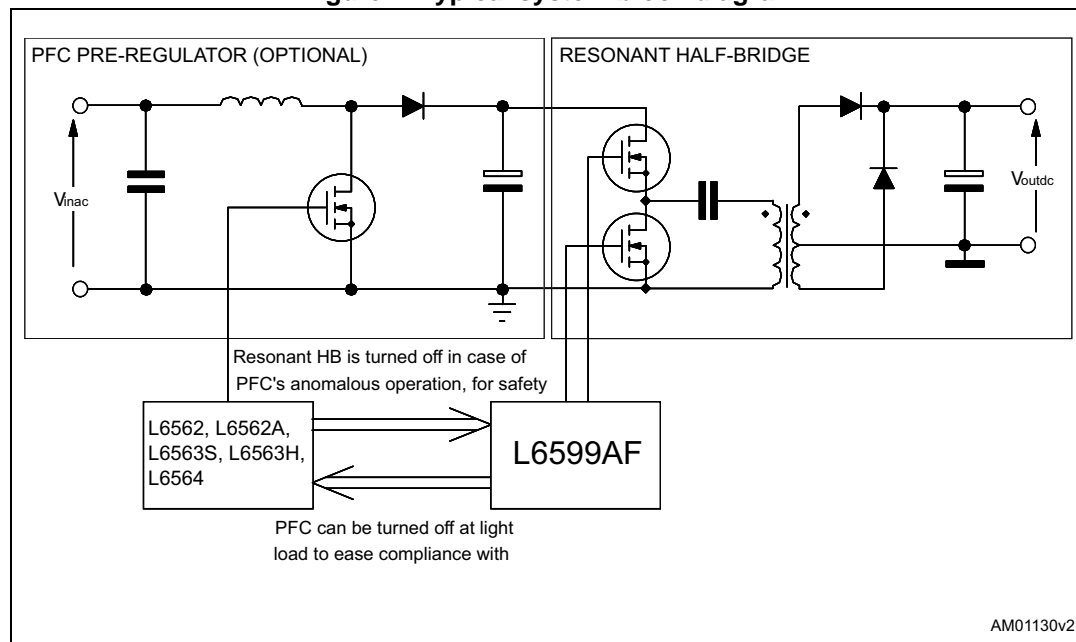 PFC PRE-REGULATOR (OPTIONAL)
RESONANT HALF-BRIDGE
Vinac
Voutdc
Resonant HB is turned off in case of
PFC's anomalous operation, for safety
L6562, L6562A,
L6563S, L6563H,
L6564
L6599AF
PFC can be turned off at light
load to ease compliance with
AM01130v2